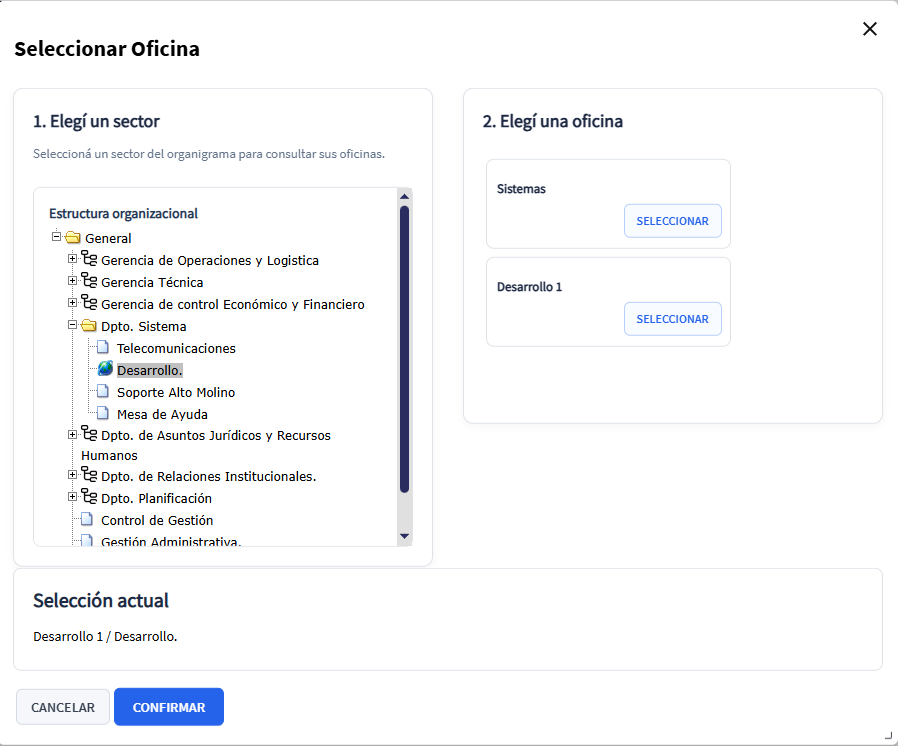 Seleccionar Oficina
1. Elegí un sector
Seleccioná un sector del organigrama para consultar sus oficinas.
Estructura organizacional
General
Gerencia de Operaciones y Logistica
Gerencia Técnica
Gerencia de control Económico y Financiero
Dpto. Sistema
Telecomunicaciones
Desarrollo.
Soporte Alto Molino
Mesa de Ayuda
Dpto. de Asuntos Jurídicos y Recursos
Humanos
Dpto. de Relaciones Institucionales.
Dpto. Planificación
Control de Gestión
Gestión Administrativa.
2. Elegí una oficina
Sistemas
SELECCIONAR
Desarrollo 1
SELECCIONAR
Selección actual
Desarrollo 1 / Desarrollo.
CANCELAR
CONFIRMAR